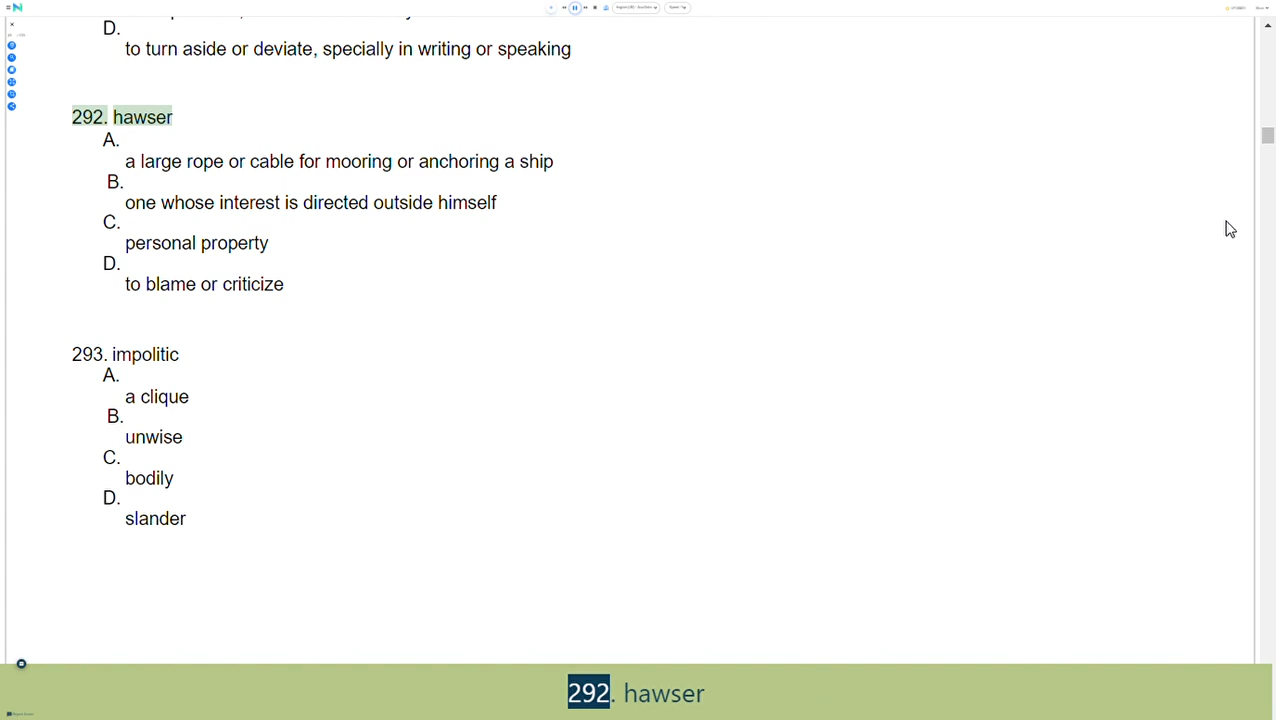 D.
to turn aside or deviate, specially in writing or speaking
292. hawser
A.
a large rope or cable for mooring or anchoring a ship
B.
one whose interest is directed outside himself
C.
personal property
D.
to blame or criticize
293. impolitic
A.
a clique
B.
unwise
C.
bodily
D.
slander
292. hawser